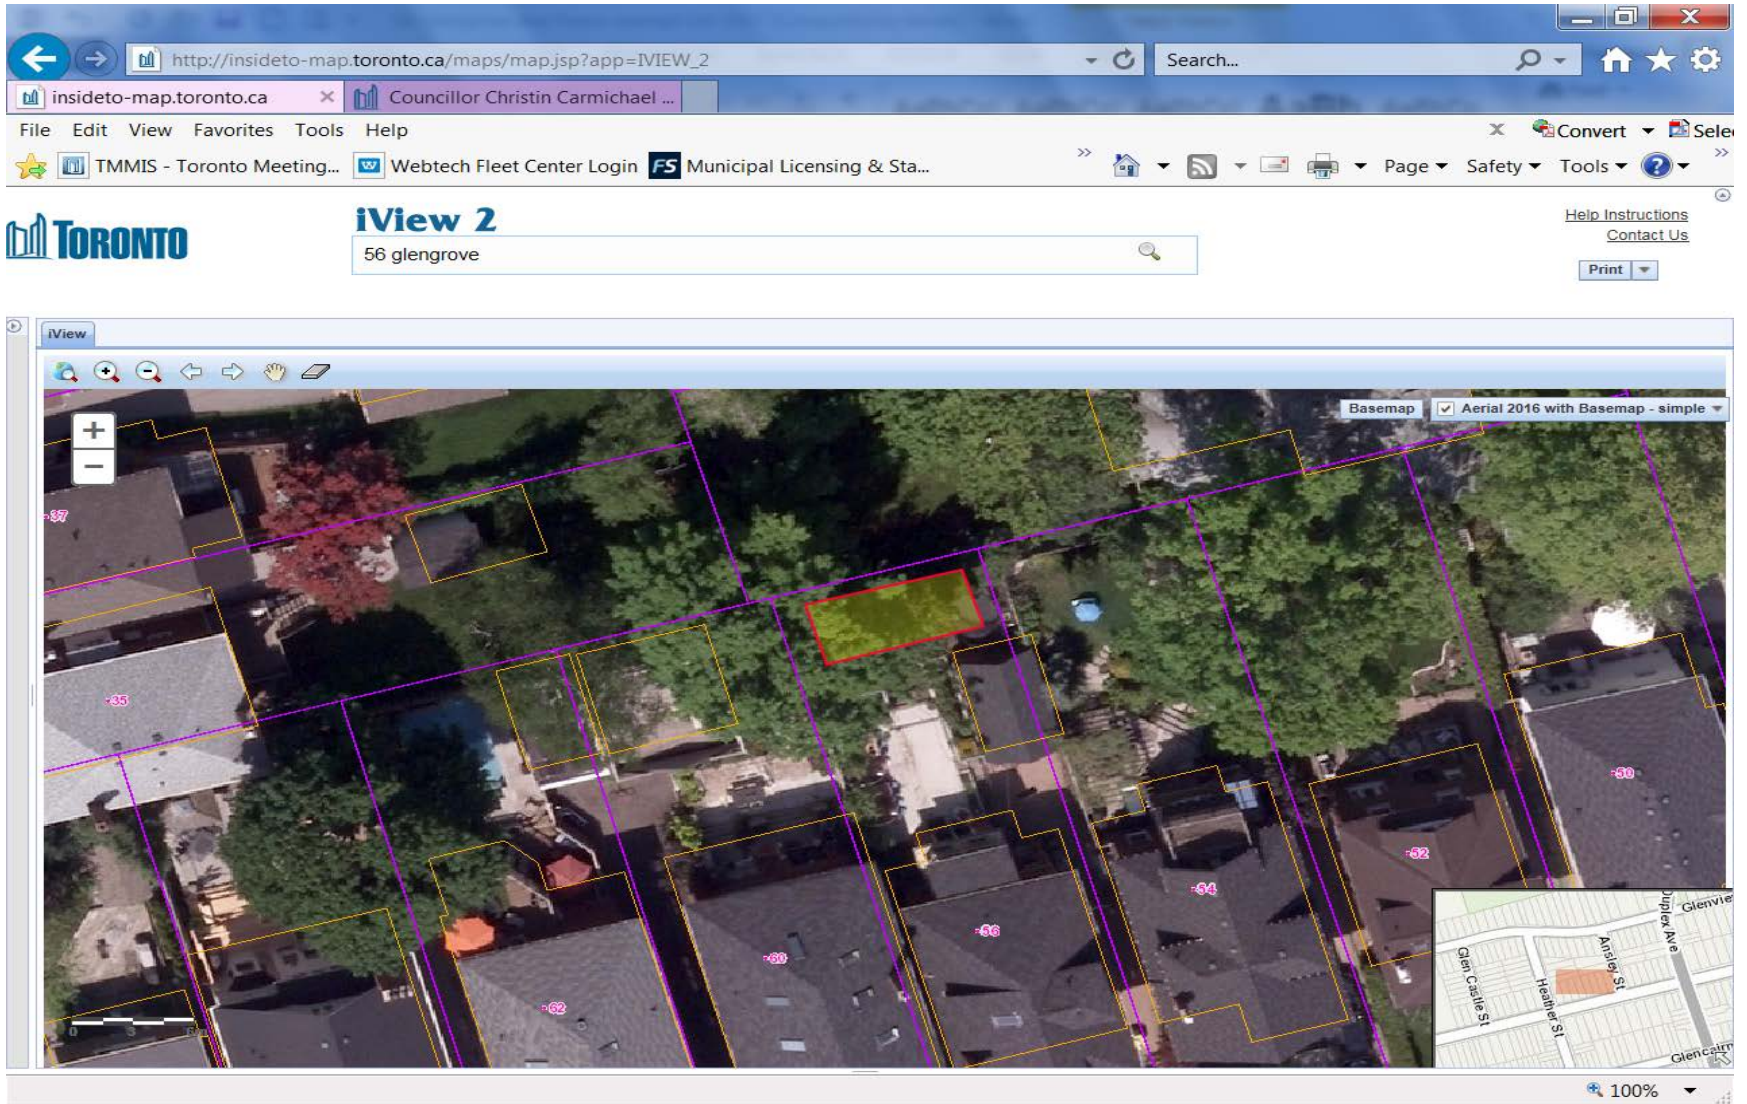 http://insideto-map.toronto.ca/maps/map.jsp?app=IVIEW_2
Search...
insideto-map.toronto.ca
Councillor Christin Carmichael ...
File Edit View Favorites Tools Help
Convert
TMMIS - Toronto Meeting...
Webtech Fleet Center Login
FS Municipal Licensing & Sta...
Page
Safety
Tools
TORONTO
iView 2
56 glengrove
Help Instructions
Contact Us
Print
iView
Basemap
Aerial 2016 with Basemap - simple
37
35
50
52
54
56
60
62
0 3
Duplex Ave
Ansley St
Glen Castle St
Heather St
100%